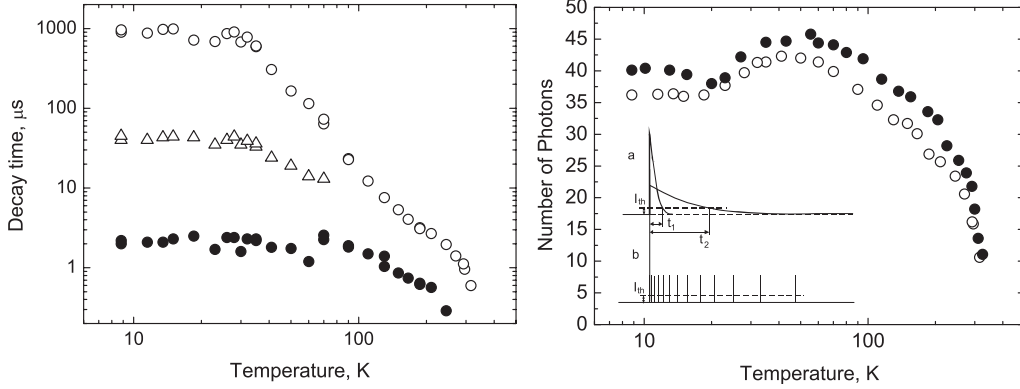 1000
100
10
1
Decay time, μs
10
100
Temperature, K
50
45
40
35
30
25
20
15
10
5
0
Number of Photons
a
I_th
t_1
t_2
b
I_th
10
100
Temperature, K